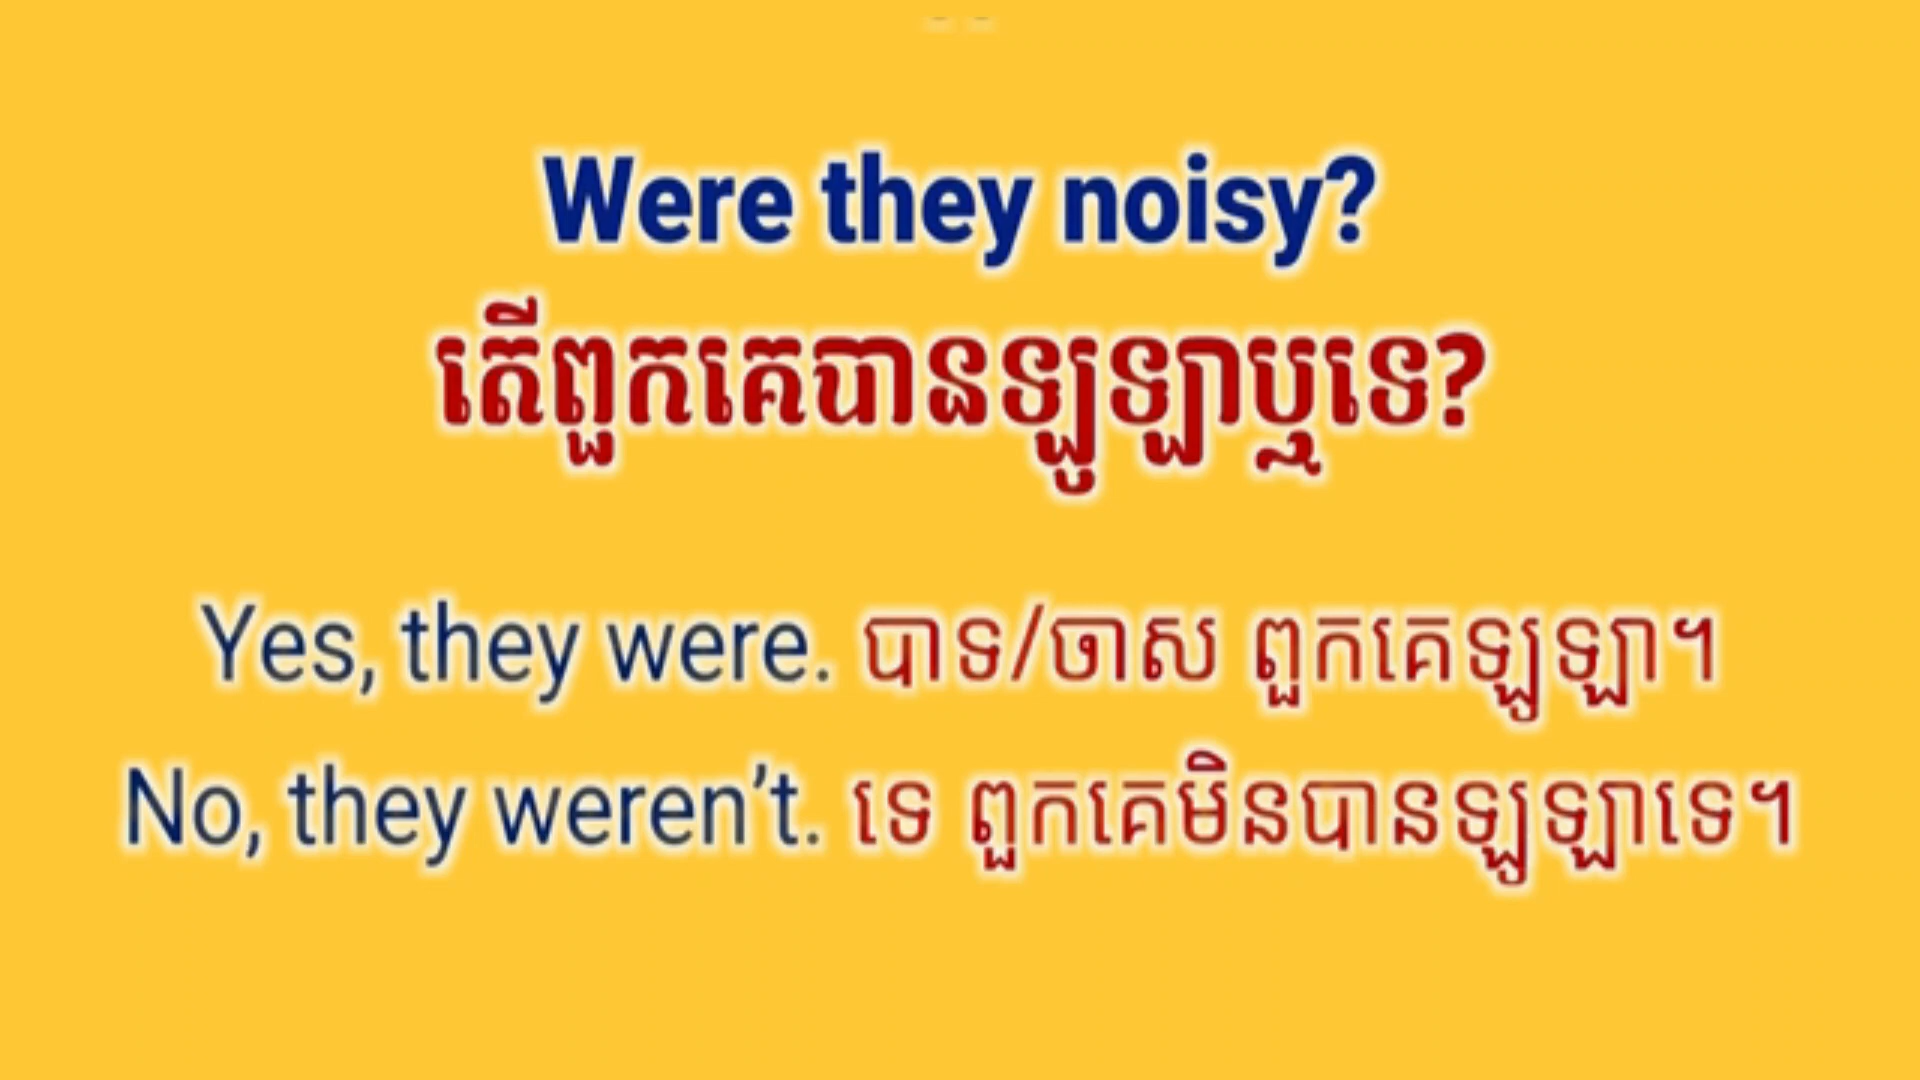 Were they noisy?
តើពួកគេបានឡូឡាឬទេ?
Yes, they were. បាទ/ចាស ពួកគេឡូឡា។
No, they weren’t. ទេ ពួកគេមិនបានឡូឡាទេ។